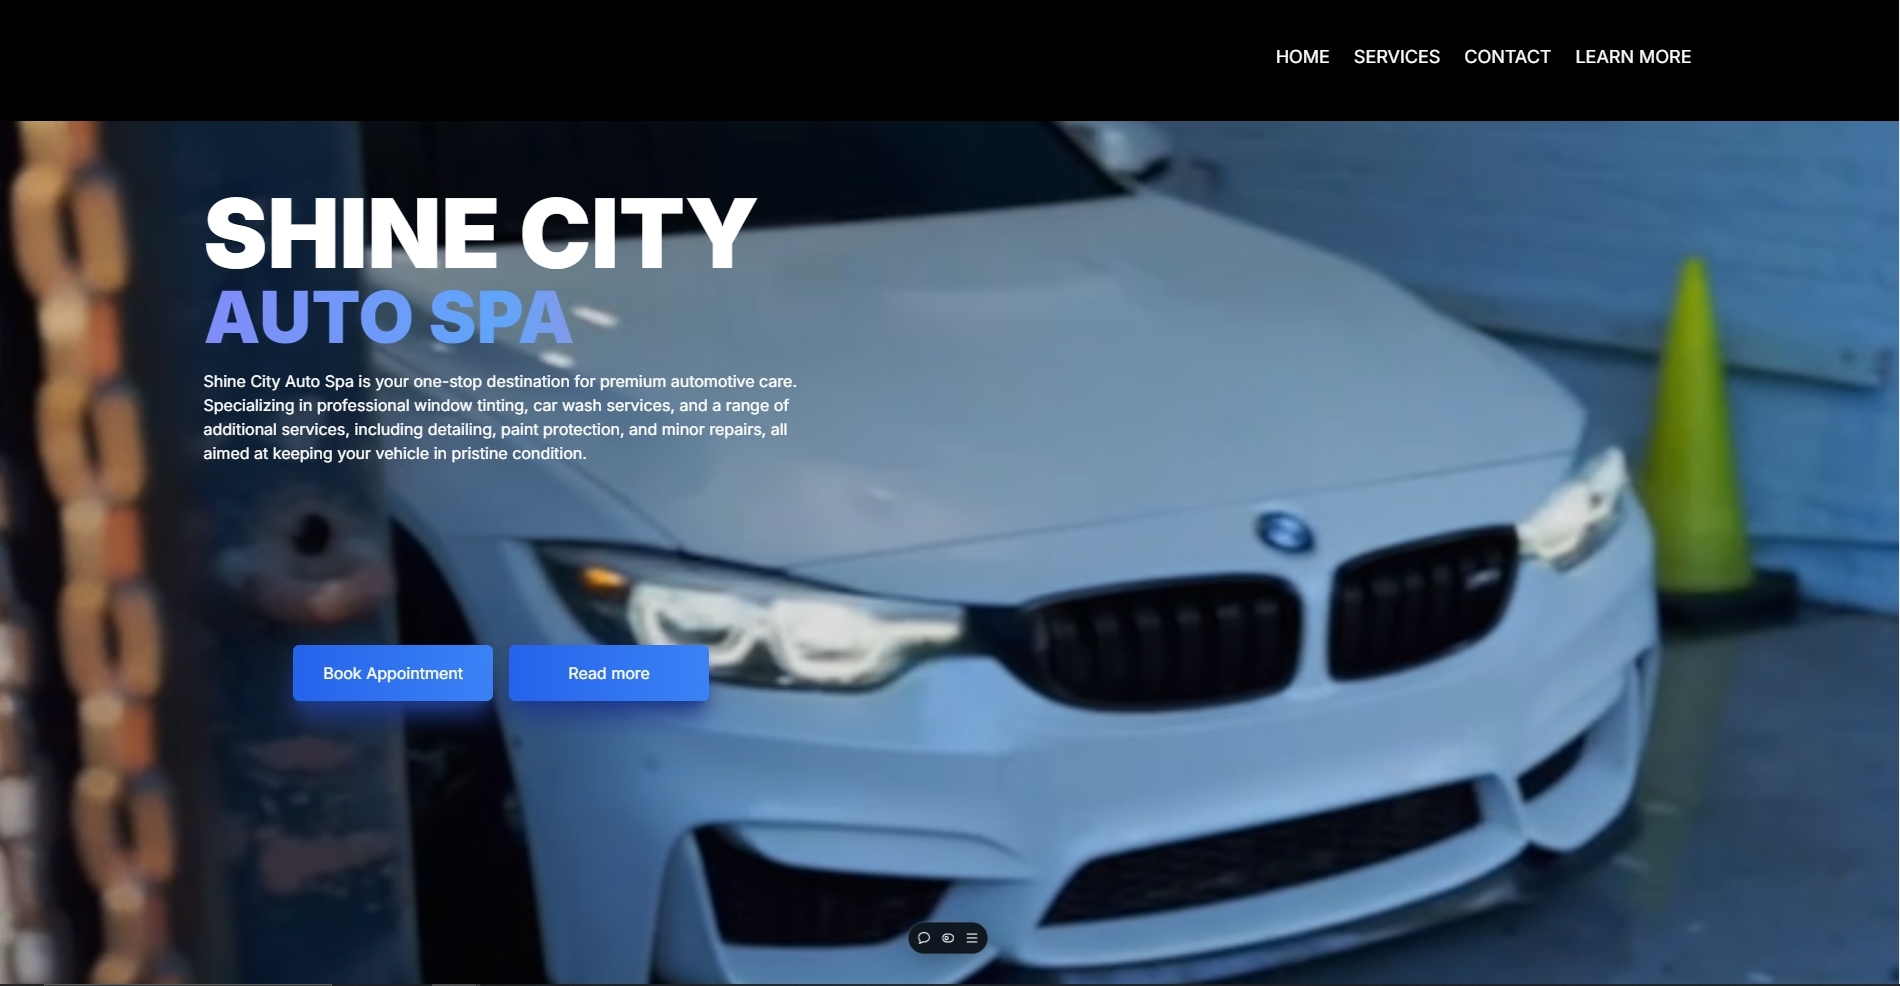 HOME SERVICES CONTACT LEARN MORE
SHINE CITY
AUTO SPA
Shine City Auto Spa is your one-stop destination for premium automotive care.
Specializing in professional window tinting, car wash services, and a range of
additional services, including detailing, paint protection, and minor repairs, all
aimed at keeping your vehicle in pristine condition.
Book Appointment
Read more